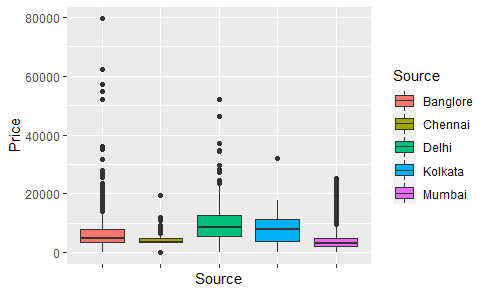 80000
60000
40000
20000
0
Price
Source
Source
Banglore
Chennai
Delhi
Kolkata
Mumbai